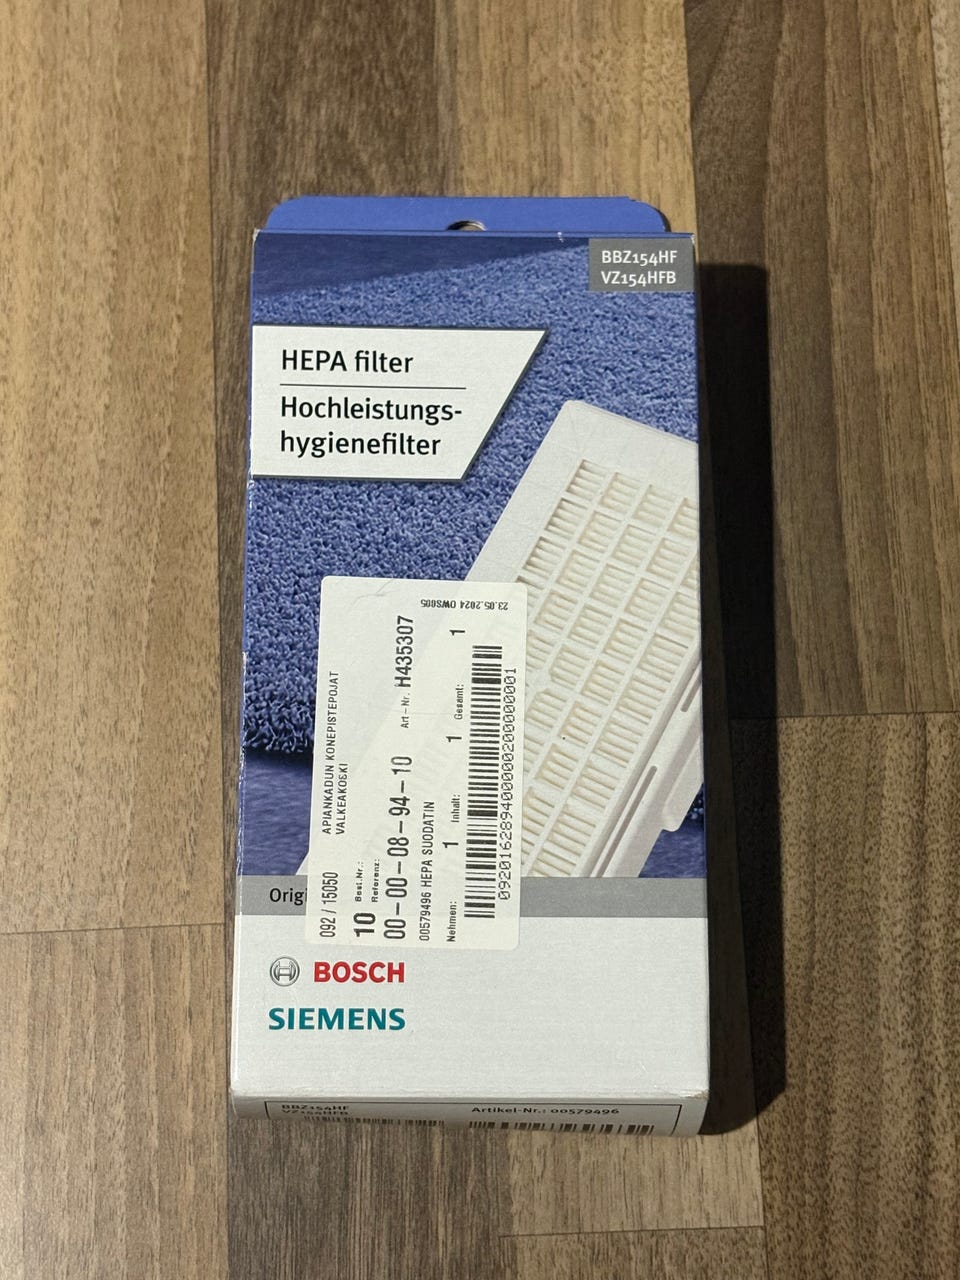 BBZ154HF
VZ154HFB
HEPA filter
Hochleistungs-
hygienefilter
23.05.2024 OWS005
092 / 15050 APIANKADUN KONEPISTEPOJAT
VALKEAKOSKI
10 Best.Nr.:
Referenz:
00-00-08-94-10 Art-Nr. H435307
00579496 HEPA SUODATIN
Nehmen: 1 Inhalt: 1 Gesamt: 1
Origi
BOSCH
SIEMENS
BBZ154HF
VZ154HFB
Artikel-Nr.: 00579496